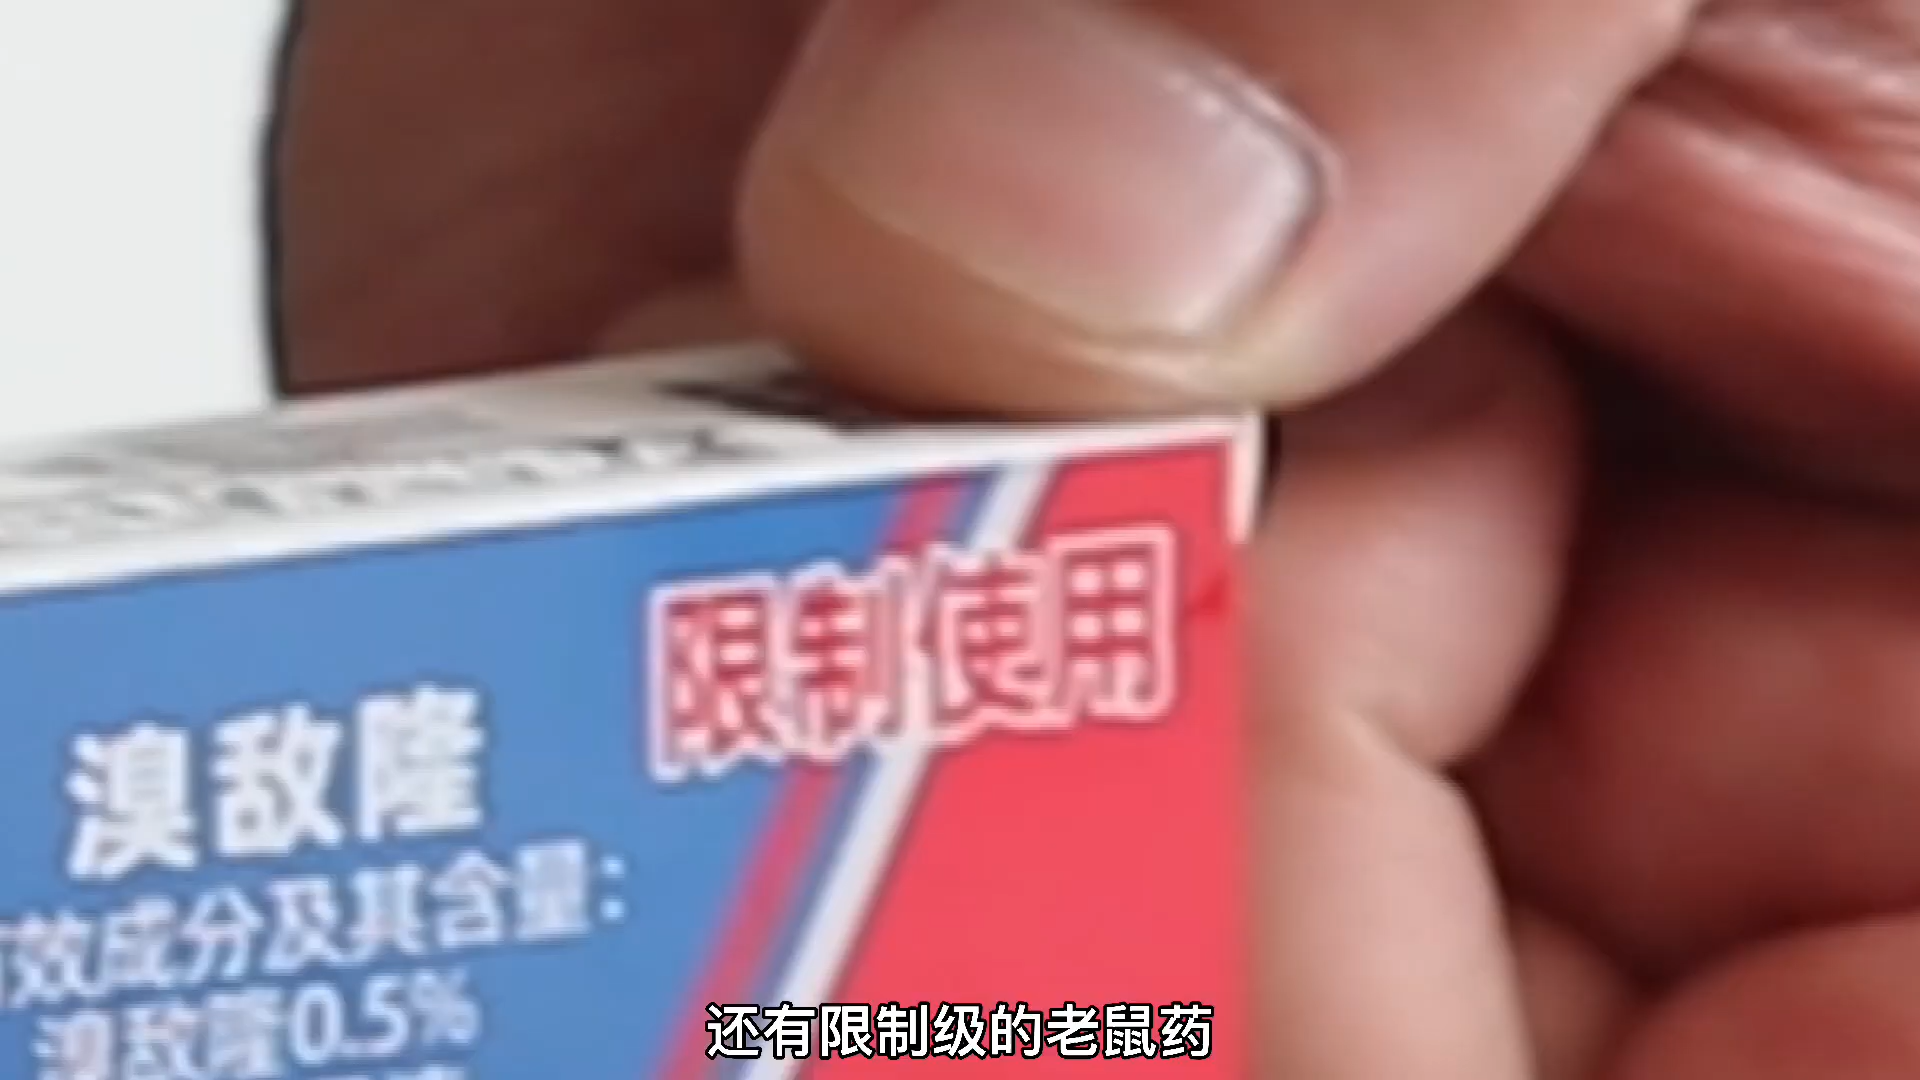 限制使用
溴敌隆
效成分及其含量：
溴敌隆0.5%
还有限制级的老鼠药